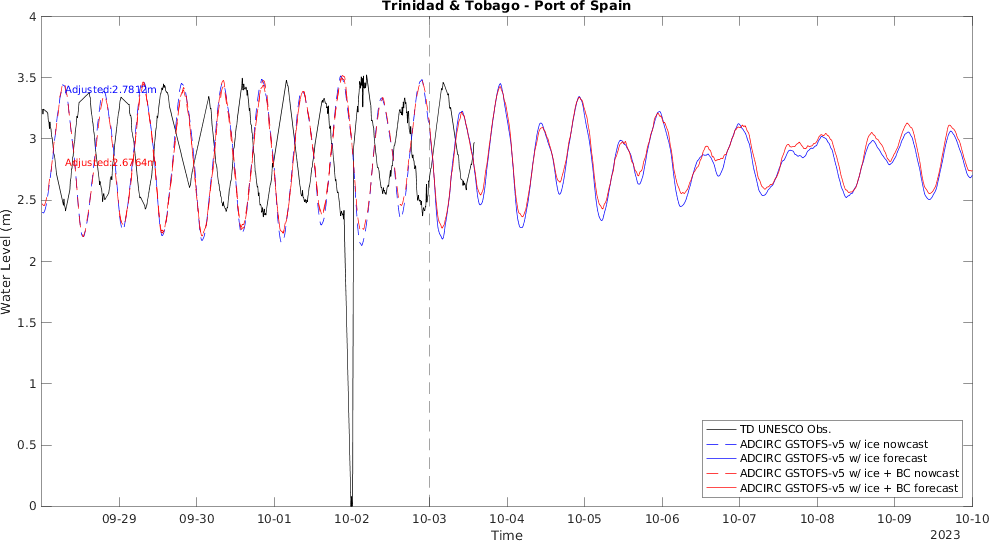 Trinidad & Tobago - Port of Spain
4
3.5
3
2.5
2
1.5
1
0.5
0
Water Level (m)
Adjusted:2.7812m
Adjusted:2.6764m
TD UNESCO Obs.
ADCIRC GSTOFS-v5 w/ ice nowcast
ADCIRC GSTOFS-v5 w/ ice forecast
ADCIRC GSTOFS-v5 w/ ice + BC nowcast
ADCIRC GSTOFS-v5 w/ ice + BC forecast
09-29 09-30 10-01 10-02 10-03 10-04 10-05 10-06 10-07 10-08 10-09 10-10
Time
2023